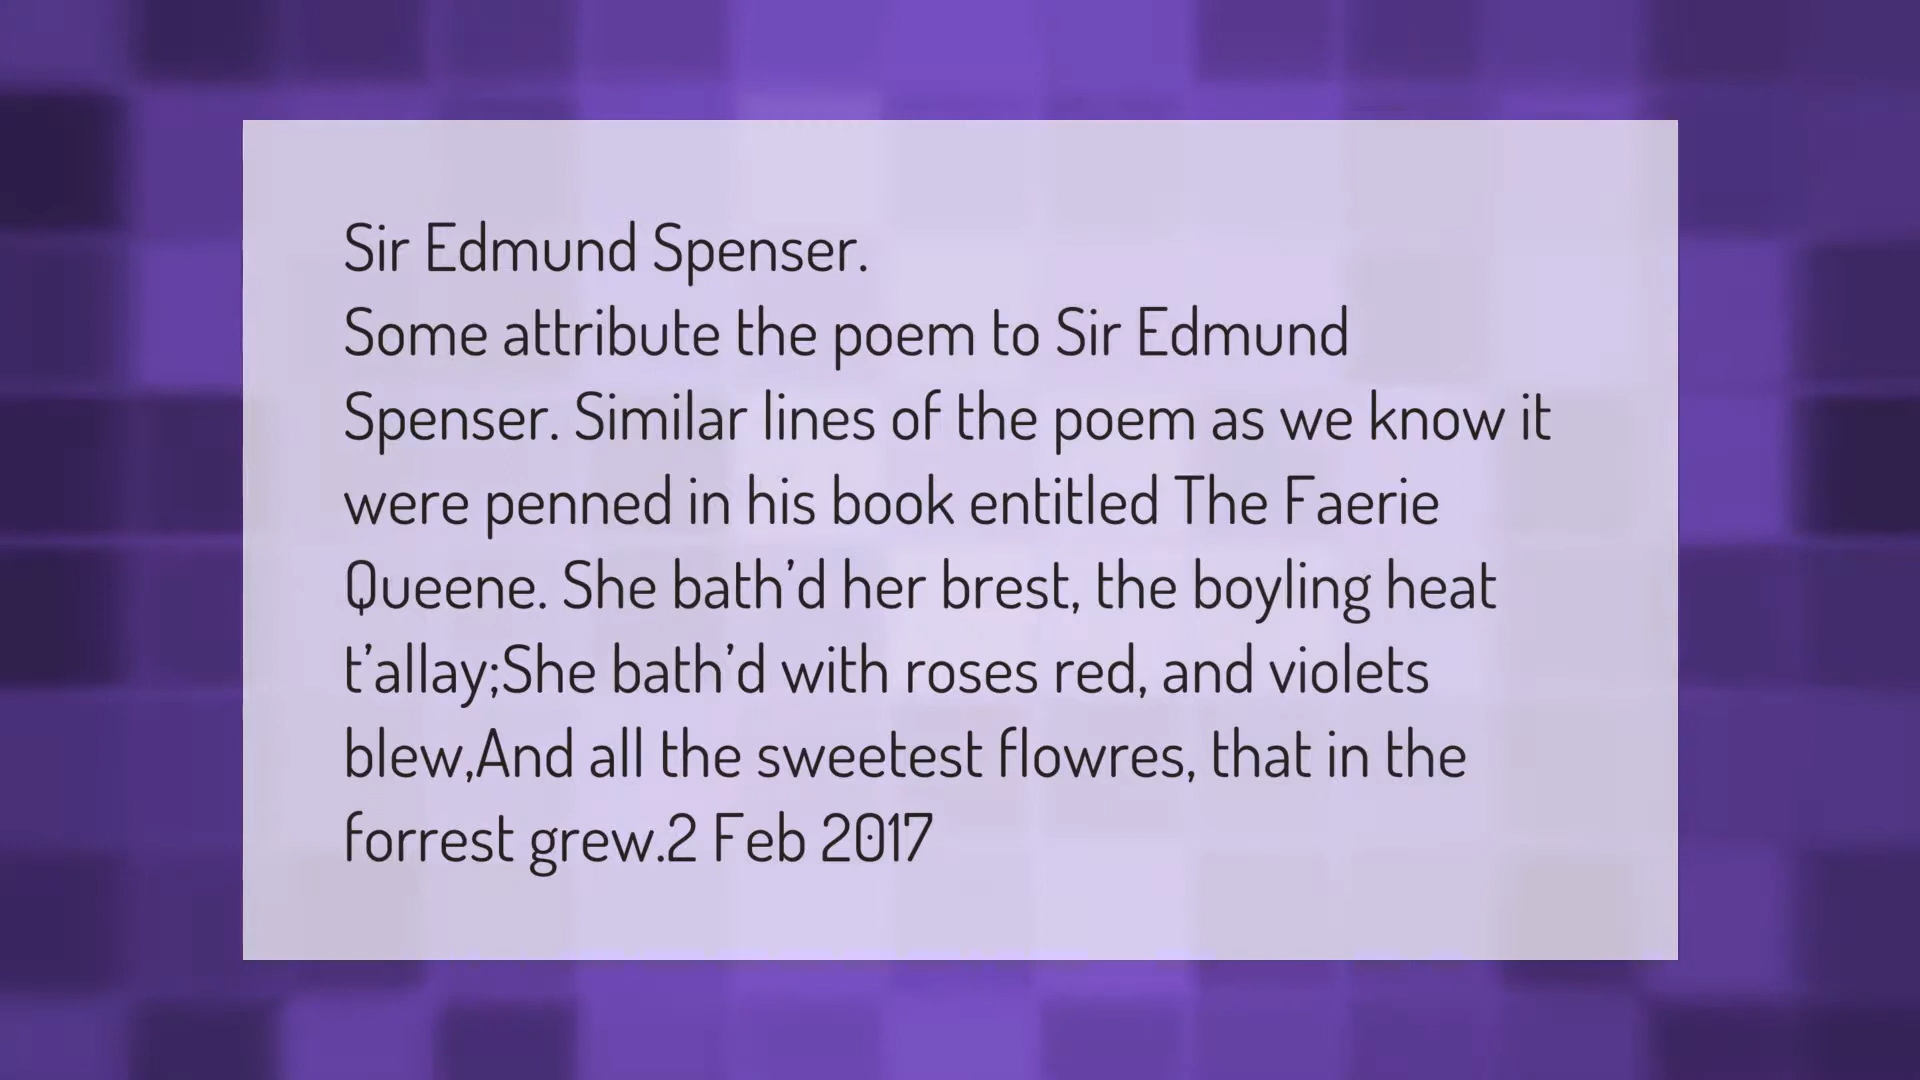 Sir Edmund Spenser.
Some attribute the poem to Sir Edmund
Spenser. Similar lines of the poem as we know it
were penned in his book entitled The Faerie
Queene. She bath’d her brest, the boyling heat
t’allay;She bath’d with roses red, and violets
blew,And all the sweetest flowres, that in the
forrest grew.2 Feb 2017